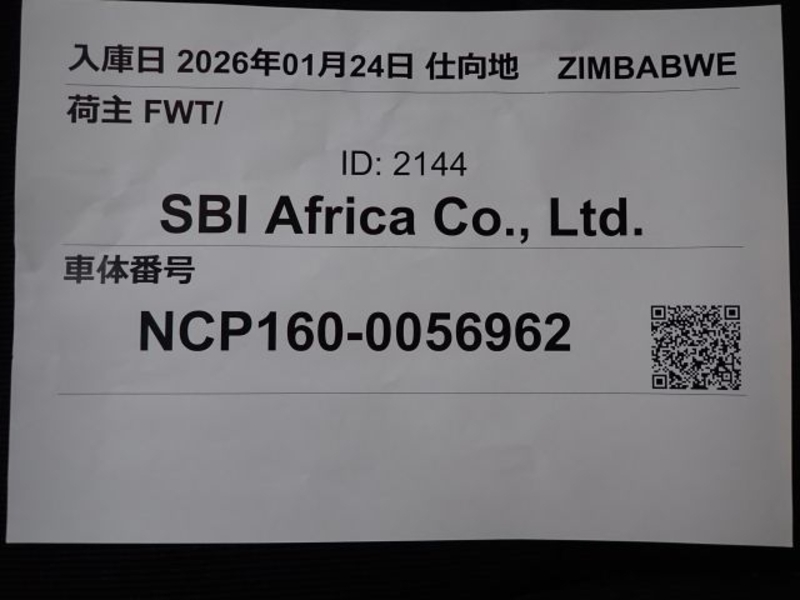 入庫日 2026年01月24日 仕向地 ZIMBABWE
荷主 FWT/
ID: 2144
SBI Africa Co., Ltd.
車体番号
NCP160-0056962